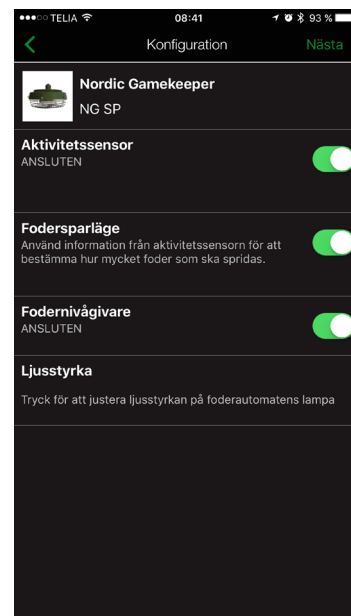 TELIA 08:41 93 %
Konfiguration Nästa
Nordic Gamekeeper
NG SP
Aktivitetssensor
ANSLUTEN
Fodersparläge
Använd information från aktivitetssensorn för att
bestämma hur mycket foder som ska spridas.
Fodernivågivare
ANSLUTEN
Ljusstyrka
Tryck för att justera ljusstyrkan på foderautomatens lampa